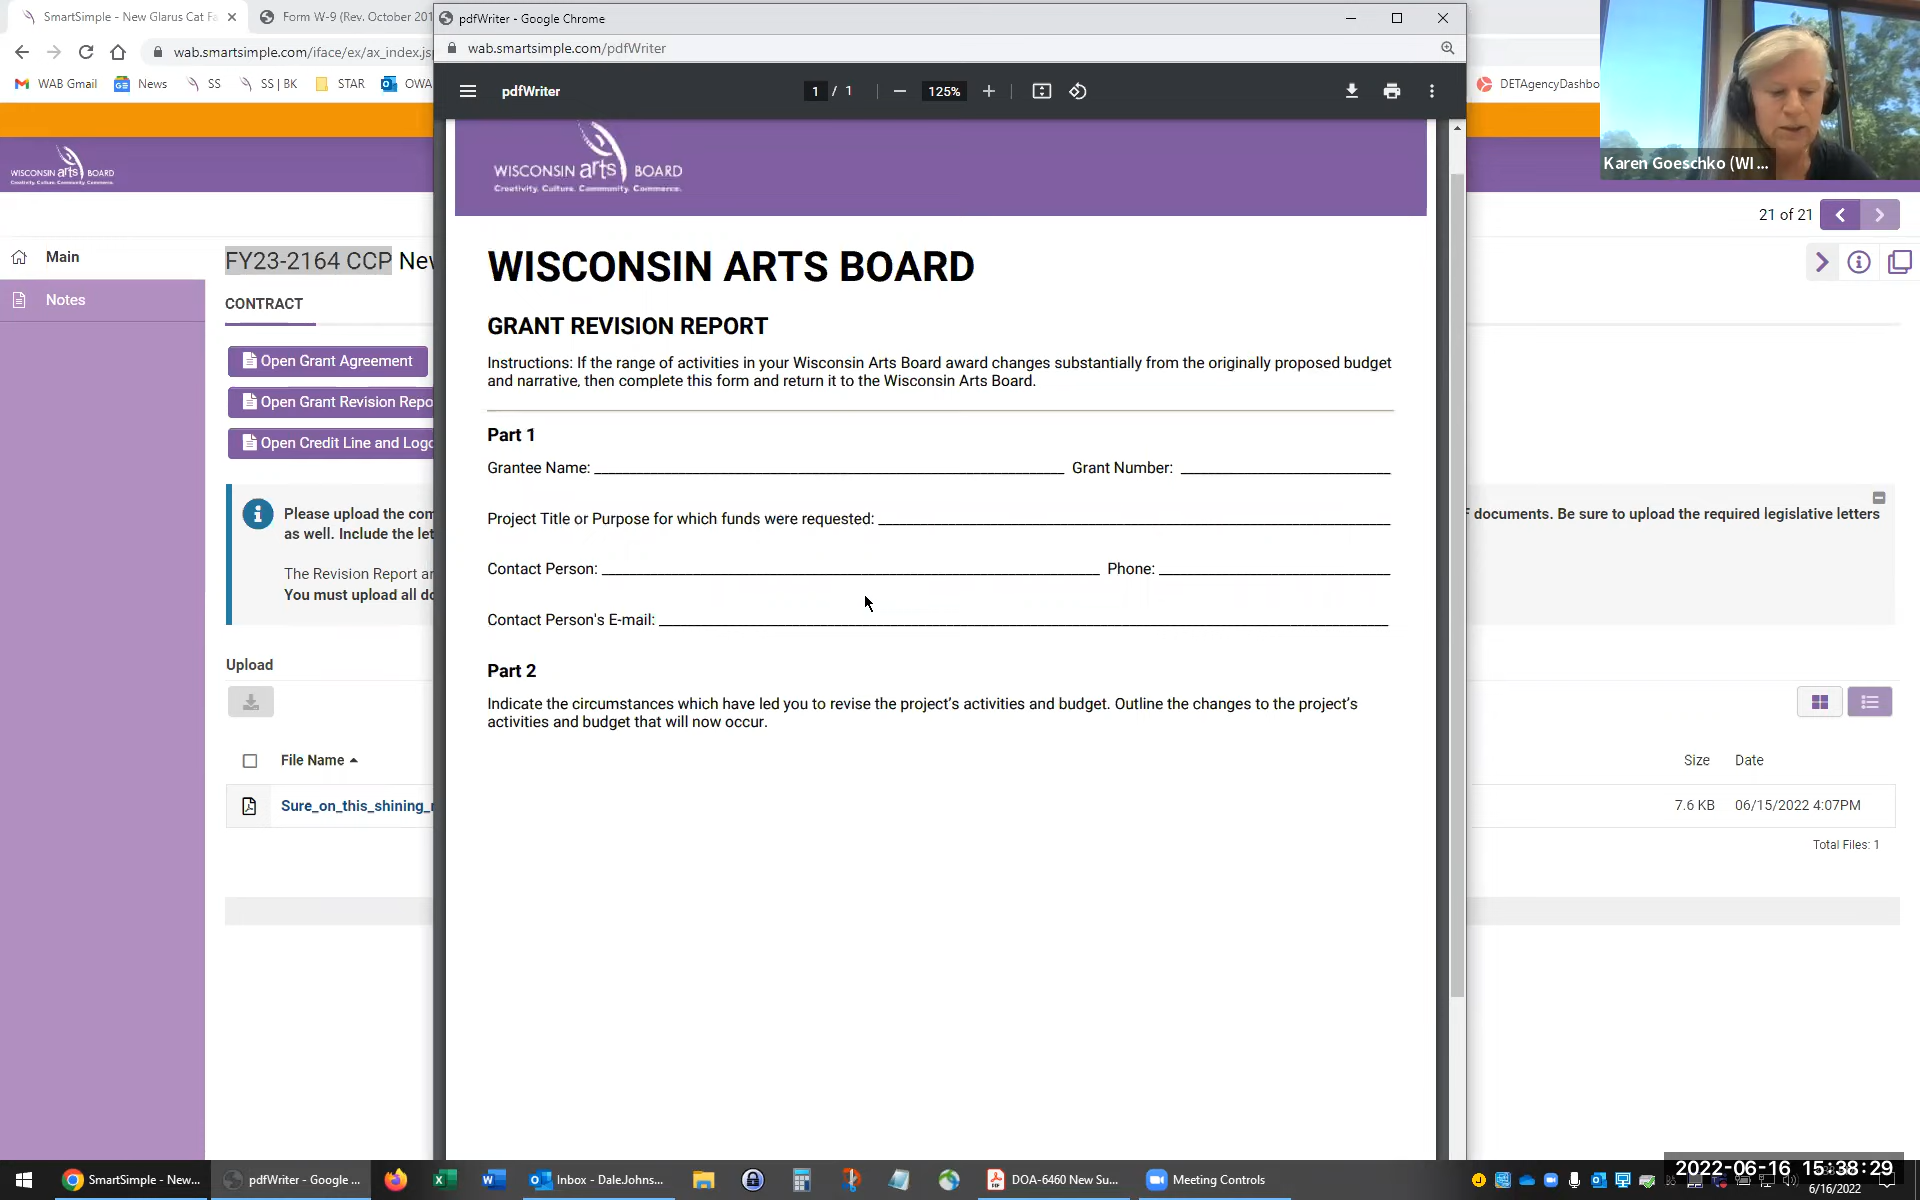 SmartSimple - New Glarus Cat Fa
Form W-9 (Rev. October 201
pdfWriter - Google Chrome
wab.smartsimple.com/iface/ex/ax_index.js
wab.smartsimple.com/pdfWriter
WAB Gmail
News
SS
SS | BK
STAR
OWA
pdfWriter
1 / 1
125%
DETAgencyDashbo
Karen Goeschko (WI ...
WISCONSIN arts BOARD
Creativity. Culture. Community. Commerce.
WISCONSIN arts BOARD
Creativity. Culture. Community. Commerce.
21 of 21
Main
Notes
FY23-2164 CCP New
CONTRACT
Open Grant Agreement
Open Grant Revision Repo
Open Credit Line and Logo
Please upload the com
as well. Include the let
The Revision Report ar
You must upload all do
documents. Be sure to upload the required legislative letters
Upload
File Name
Sure_on_this_shining_
Size
Date
7.6 KB
06/15/2022 4:07PM
Total Files: 1
WISCONSIN ARTS BOARD
GRANT REVISION REPORT
Instructions: If the range of activities in your Wisconsin Arts Board award changes substantially from the originally proposed budget
and narrative, then complete this form and return it to the Wisconsin Arts Board.
Part 1
Grantee Name: Grant Number:
Project Title or Purpose for which funds were requested:
Contact Person: Phone:
Contact Person's E-mail:
Part 2
Indicate the circumstances which have led you to revise the project's activities and budget. Outline the changes to the project's
activities and budget that will now occur.
SmartSimple - New...
pdfWriter - Google ...
Inbox - Dale.Johns...
DOA-6460 New Su...
Meeting Controls
2022-06-16 15:38:29
6/16/2022